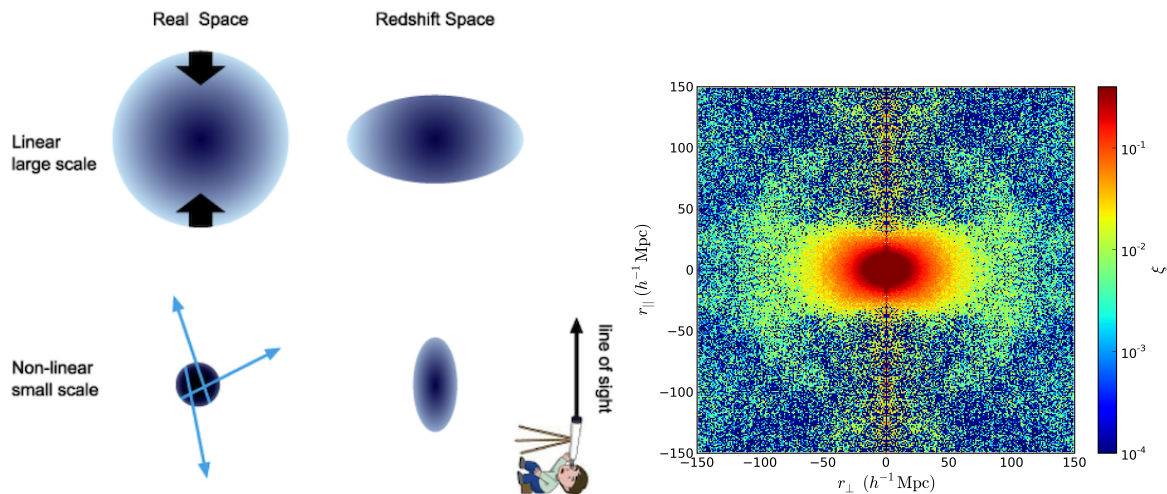 Real Space
Redshift Space
Linear
large scale
Non-linear
small scale
line of sight
150
100
50
0
−50
−100
−150
r∥ (h⁻¹ Mpc)
−150
−100
−50
0
50
100
150
r⊥ (h⁻¹ Mpc)
10⁻¹
10⁻²
10⁻³
10⁻⁴
ξ